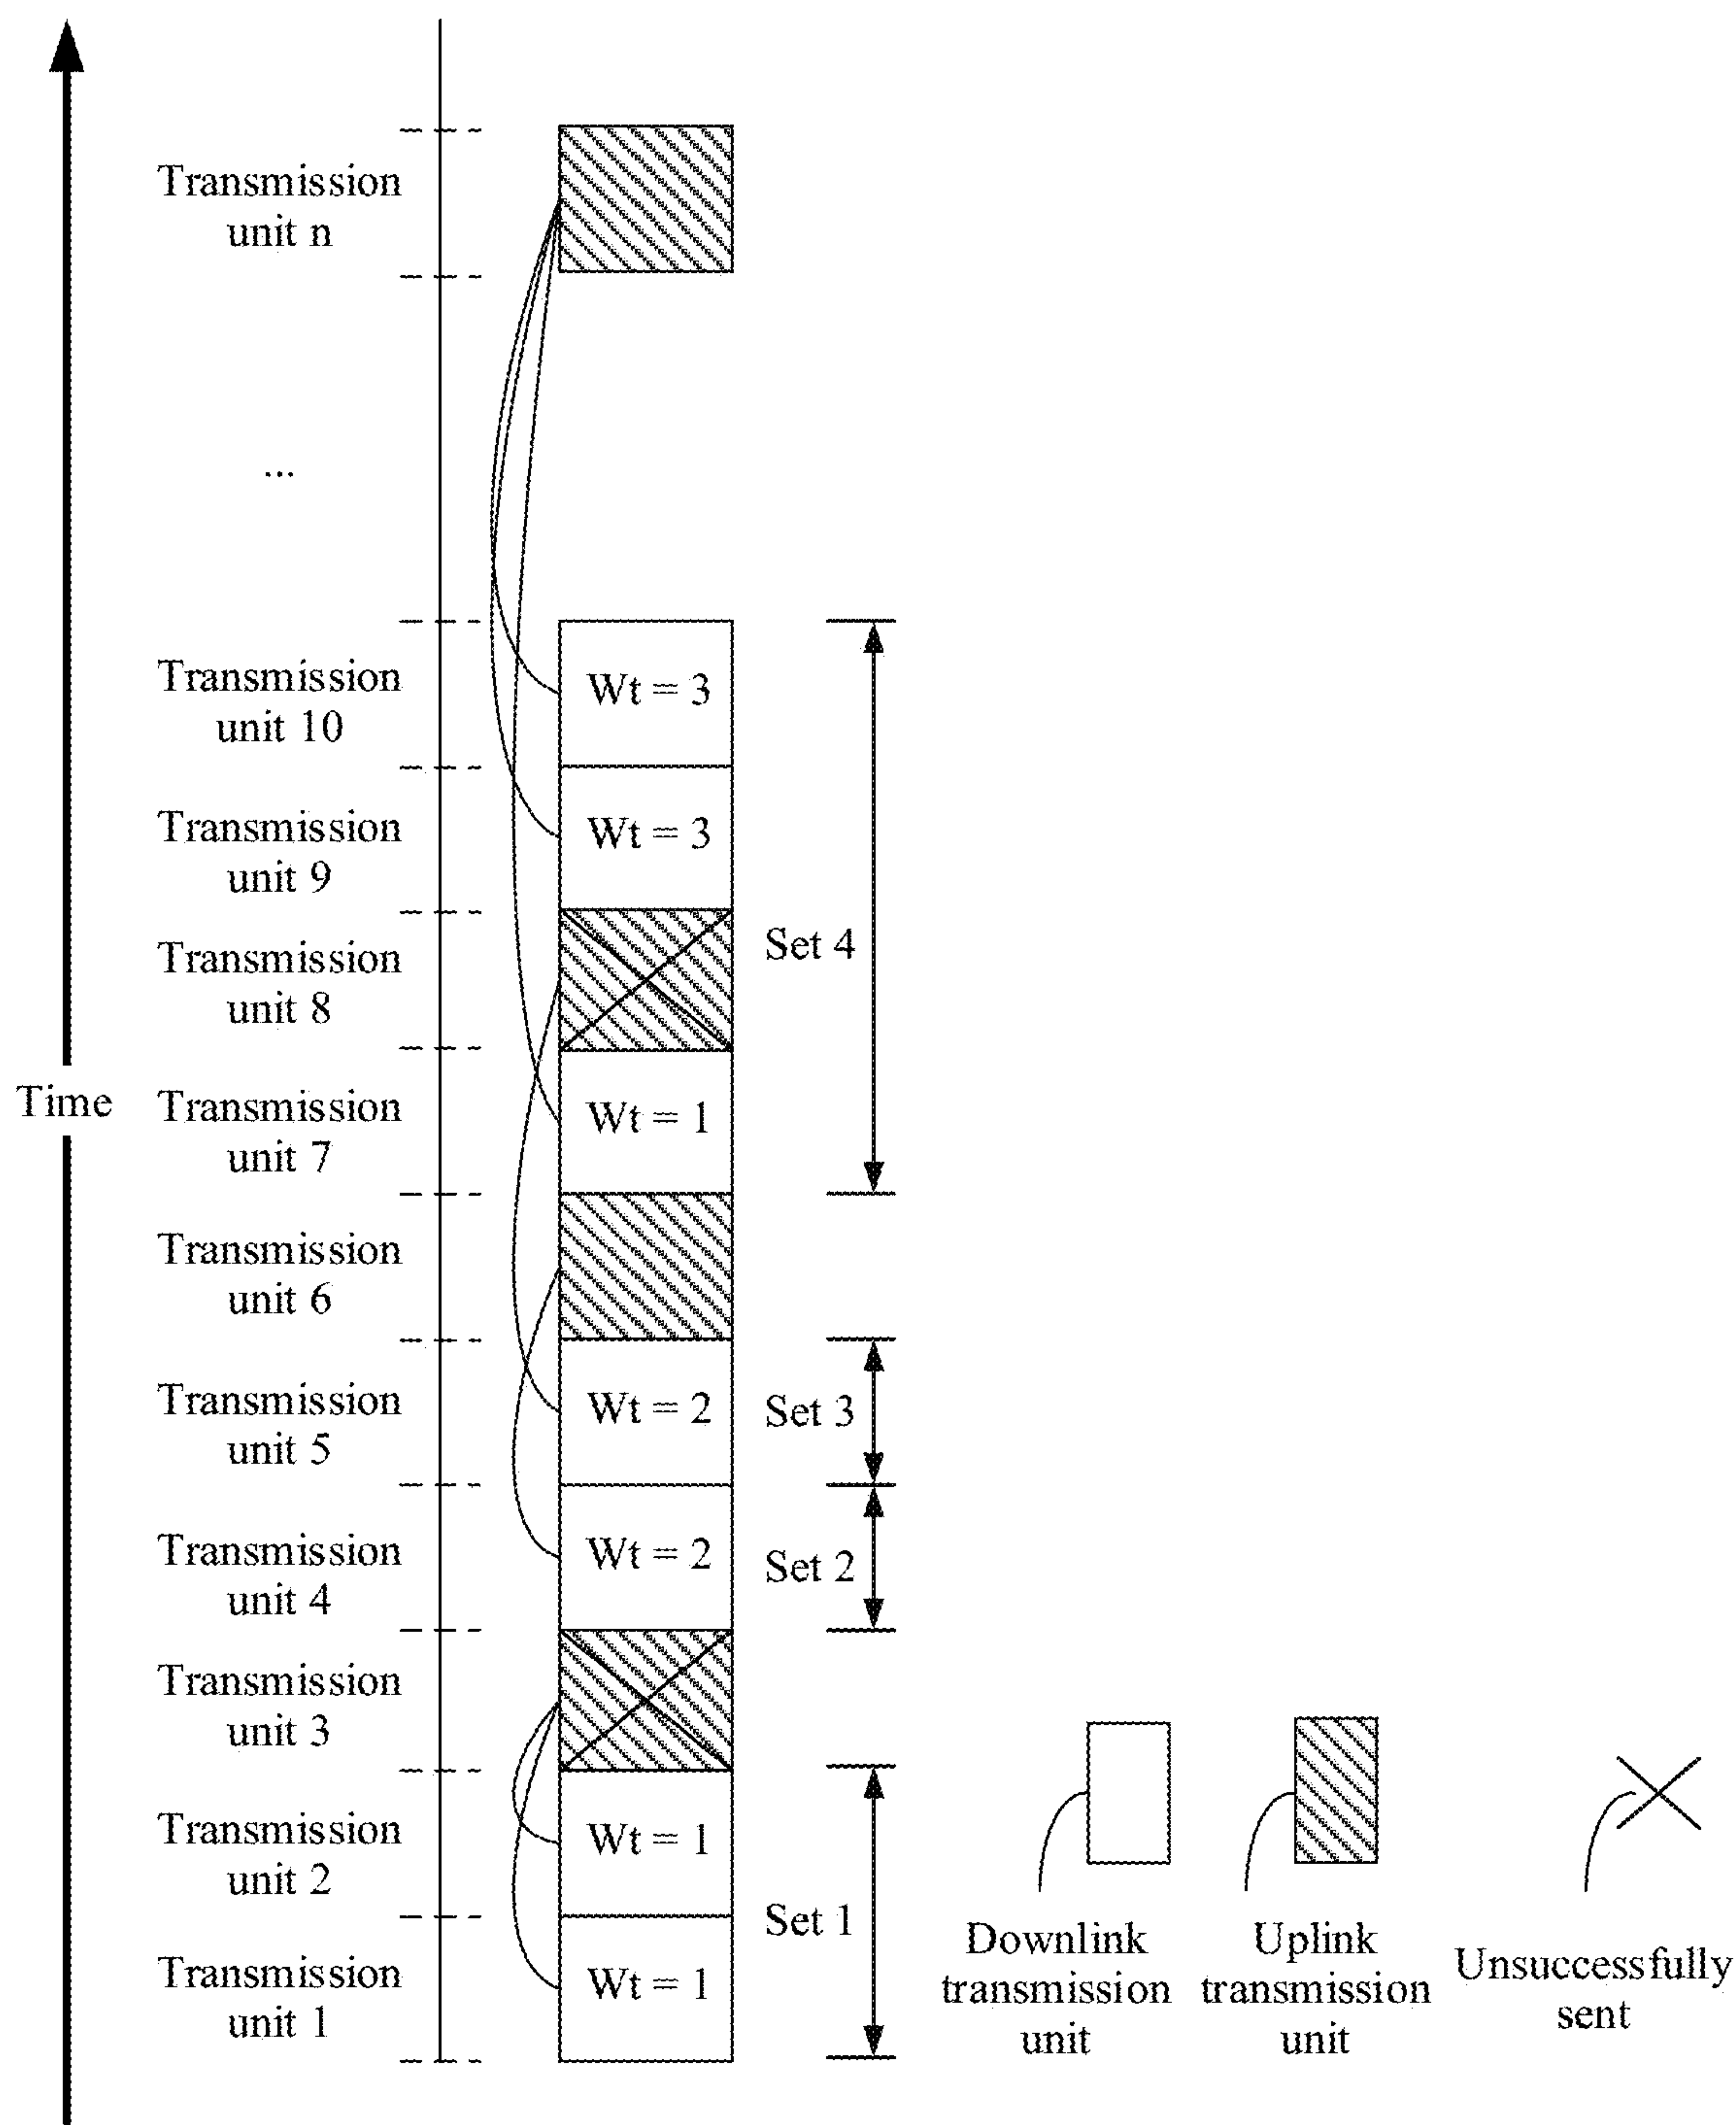 Transmission
unit n
...
Transmission
unit 10
Wt = 3
Transmission
unit 9
Wt = 3
Set 4
Transmission
unit 8
Time
Transmission
unit 7
Wt = 1
Transmission
unit 6
Transmission
unit 5
Wt = 2
Set 3
Transmission
unit 4
Wt = 2
Set 2
Transmission
unit 3
Transmission
unit 2
Wt = 1
Set 1
Transmission
unit 1
Wt = 1
Downlink
transmission
unit
Uplink
transmission
unit
Unsuccessfully
sent